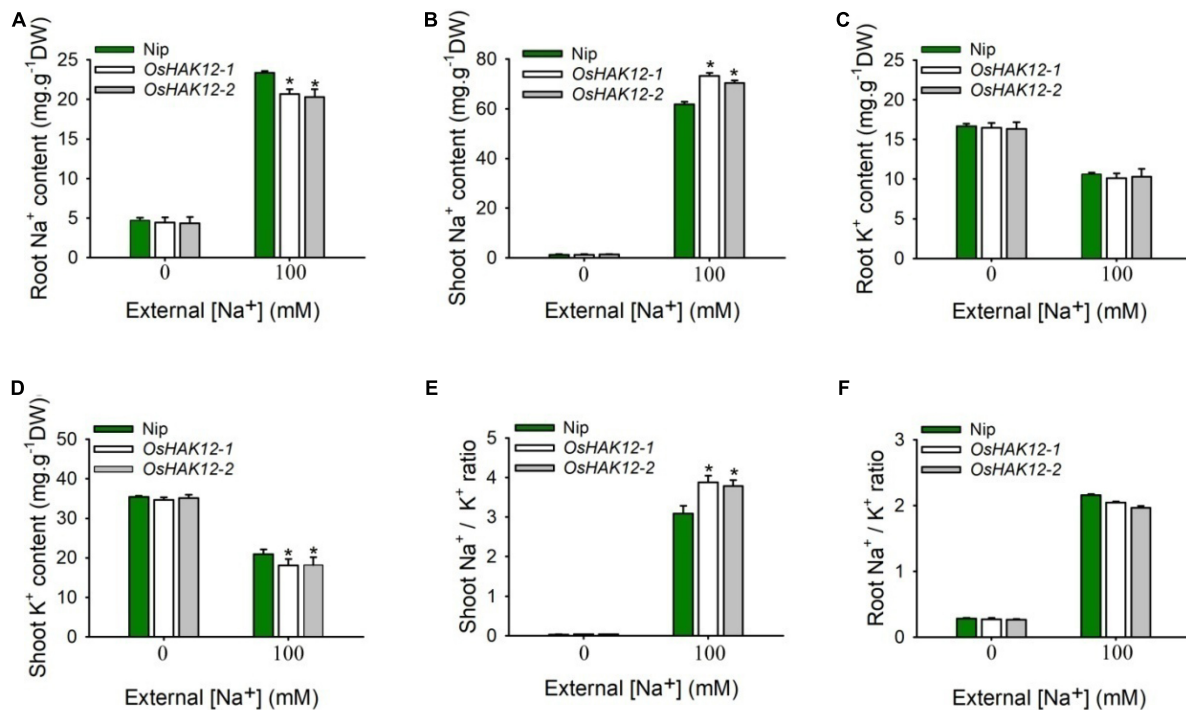 A
Nip
OsHAK12-1
OsHAK12-2
Root Na⁺ content (mg.g⁻¹DW)
25
20
15
10
5
0
* *
0 100
External [Na⁺] (mM)
B
Nip
OsHAK12-1
OsHAK12-2
Shoot Na⁺ content (mg.g⁻¹DW)
80
60
40
20
0
* *
0 100
External [Na⁺] (mM)
C
Nip
OsHAK12-1
OsHAK12-2
Root K⁺ content (mg.g⁻¹DW)
25
20
15
10
5
0
0 100
External [Na⁺] (mM)
D
Nip
OsHAK12-1
OsHAK12-2
Shoot K⁺ content (mg.g⁻¹DW)
50
40
30
20
10
0
* *
0 100
External [Na⁺] (mM)
E
Nip
OsHAK12-1
OsHAK12-2
Shoot Na⁺ / K⁺ ratio
5
4
3
2
1
0
* *
0 100
External [Na⁺] (mM)
F
Nip
OsHAK12-1
OsHAK12-2
Root Na⁺ / K⁺ ratio
3
2
1
0
0 100
External [Na⁺] (mM)